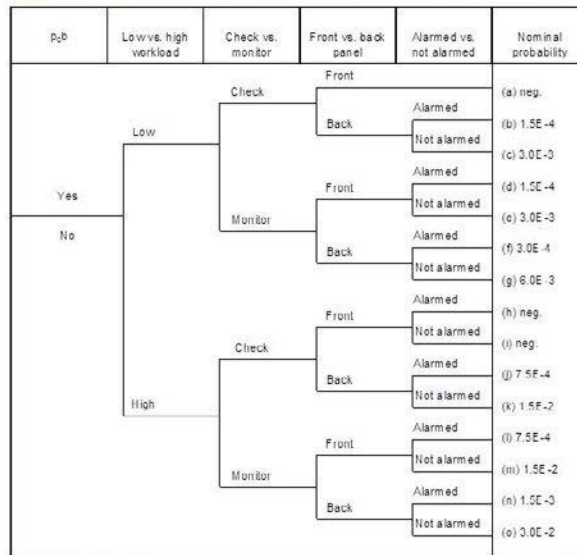 pcb
Low vs. high workload
Check vs. monitor
Front vs. back panel
Alarmed vs. not alarmed
Nominal probability
Front
(a) neg.
Check
Alarmed
(b) 1.5E-4
Back
Not alarmed
(c) 3.0E-3
Low
Alarmed
(d) 1.5E-4
Front
Not alarmed
(e) 3.0E-3
Yes
Monitor
Alarmed
(f) 3.0E-4
No
Back
Not alarmed
(g) 6.0E-3
Alarmed
(h) neg.
Front
Not alarmed
(i) neg.
Check
Alarmed
(j) 7.5E-4
Back
Not alarmed
(k) 1.5E-2
High
Alarmed
(l) 7.5E-4
Front
Not alarmed
(m) 1.5E-2
Monitor
Alarmed
(n) 1.5E-3
Back
Not alarmed
(o) 3.0E-2